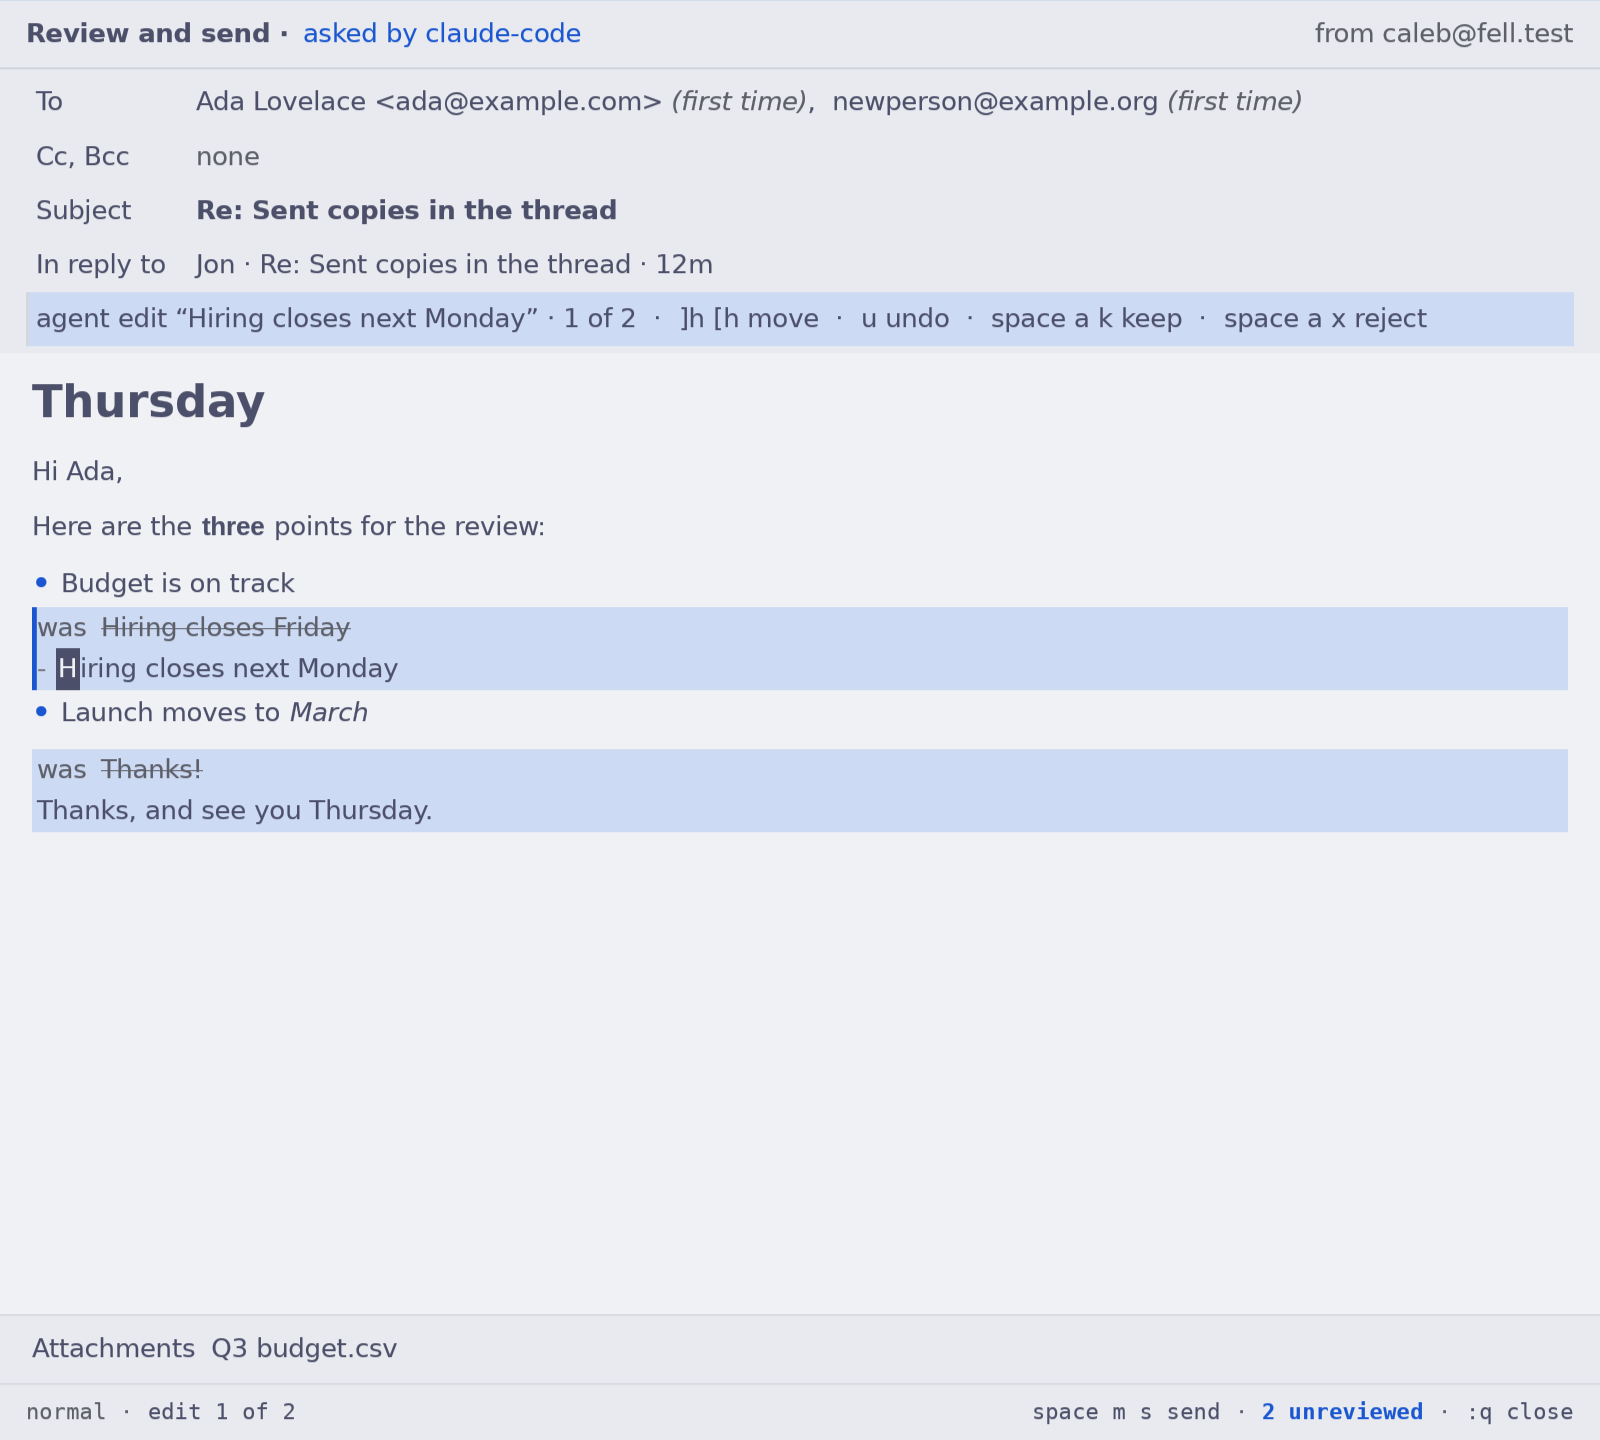 Review and send · asked by claude-code from caleb@fell.test
To Ada Lovelace <ada@example.com> (first time), newperson@example.org (first time)
Cc, Bcc none
Subject Re: Sent copies in the thread
In reply to Jon · Re: Sent copies in the thread · 12m
agent edit “Hiring closes next Monday” · 1 of 2 · ]h [h move · u undo · space a k keep · space a x reject
Thursday
Hi Ada,
Here are the three points for the review:
• Budget is on track
was Hiring closes Friday
- Hiring closes next Monday
• Launch moves to March
was Thanks!
Thanks, and see you Thursday.
Attachments Q3 budget.csv
normal · edit 1 of 2 space m s send · 2 unreviewed · :q close